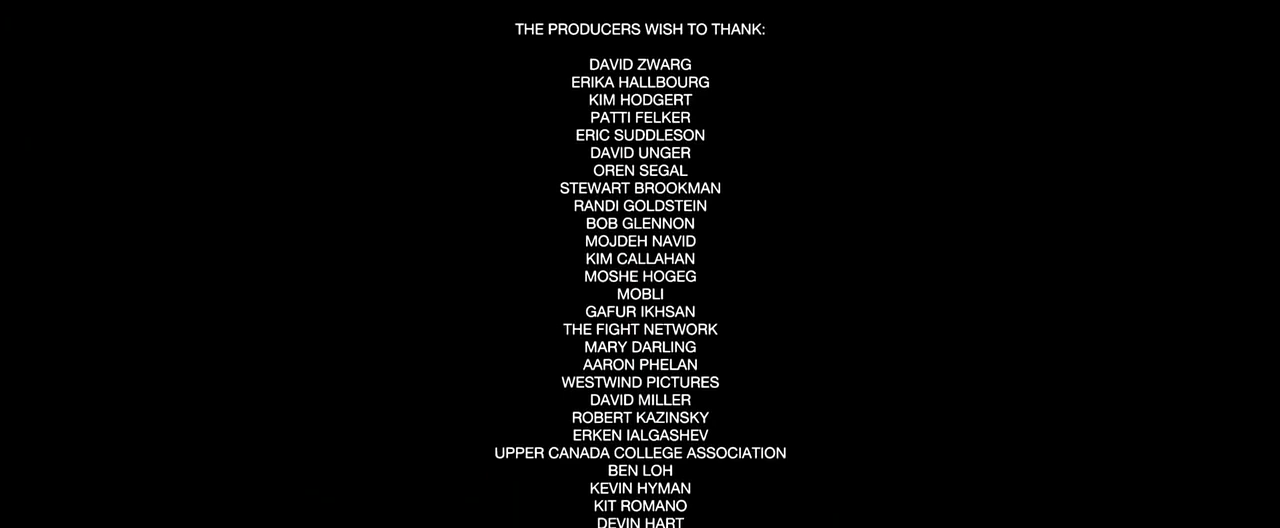 THE PRODUCERS WISH TO THANK:
DAVID ZWARG
ERIKA HALLBOURG
KIM HODGERT
PATTI FELKER
ERIC SUDDLESON
DAVID UNGER
OREN SEGAL
STEWART BROOKMAN
RANDI GOLDSTEIN
BOB GLENNON
MOJDEH NAVID
KIM CALLAHAN
MOSHE HOGEG
MOBLI
GAFUR IKHSAN
THE FIGHT NETWORK
MARY DARLING
AARON PHELAN
WESTWIND PICTURES
DAVID MILLER
ROBERT KAZINSKY
ERKEN IALGASHEV
UPPER CANADA COLLEGE ASSOCIATION
BEN LOH
KEVIN HYMAN
KIT ROMANO
DEVIN HART